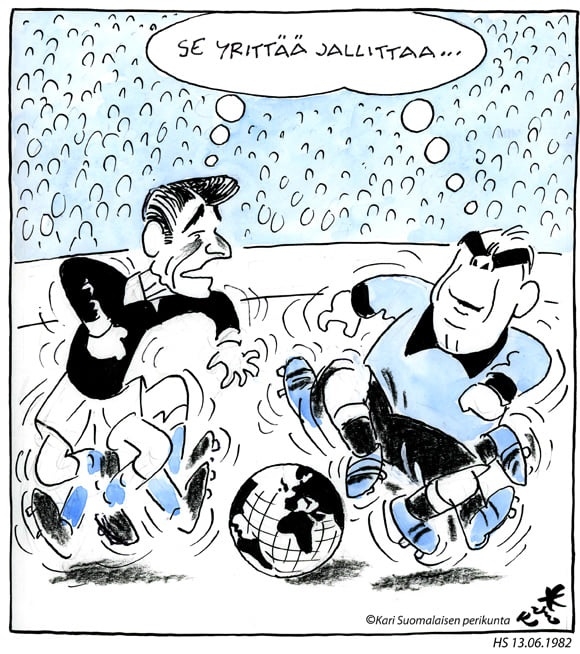 SE YRITTÄÄ JALLITTAA...
©Kari Suomalaisen perikunta
HS 13.06.1982